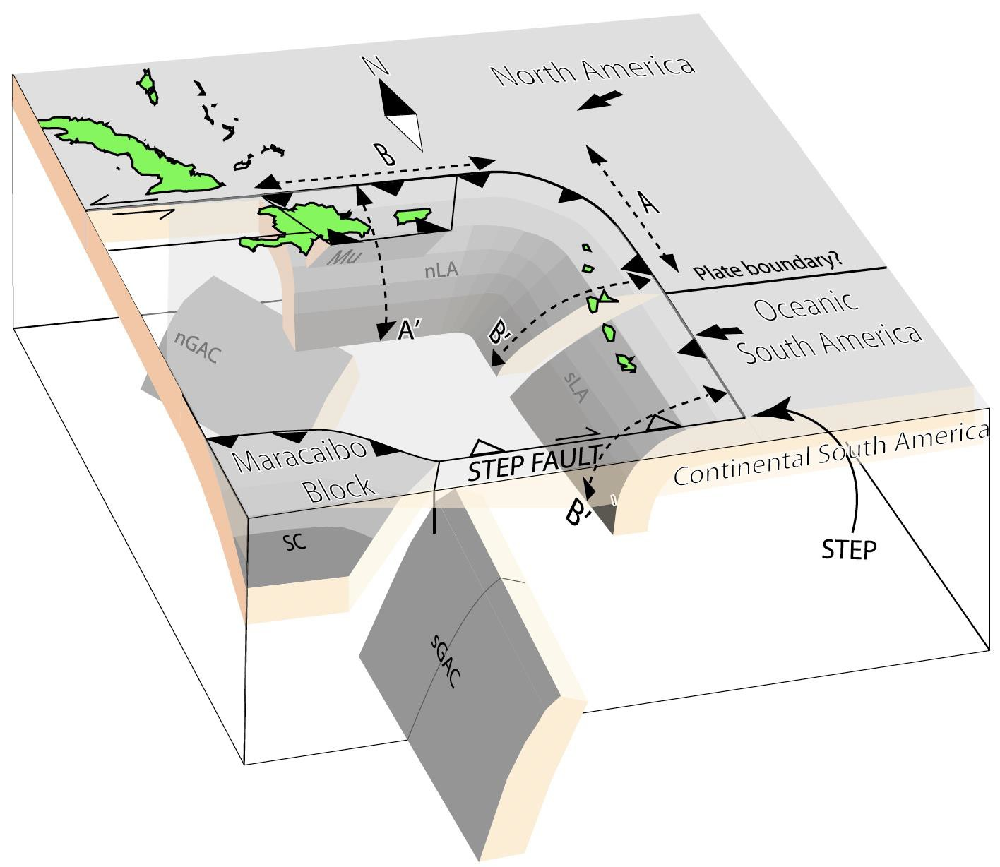 N
North America
B
A
Plate boundary?
Mu
nLA
Oceanic
South America
A'
B'
nGAC
sLA
Maracaibo
Block
STEP FAULT
Continental South America
B'
SC
STEP
sGAC